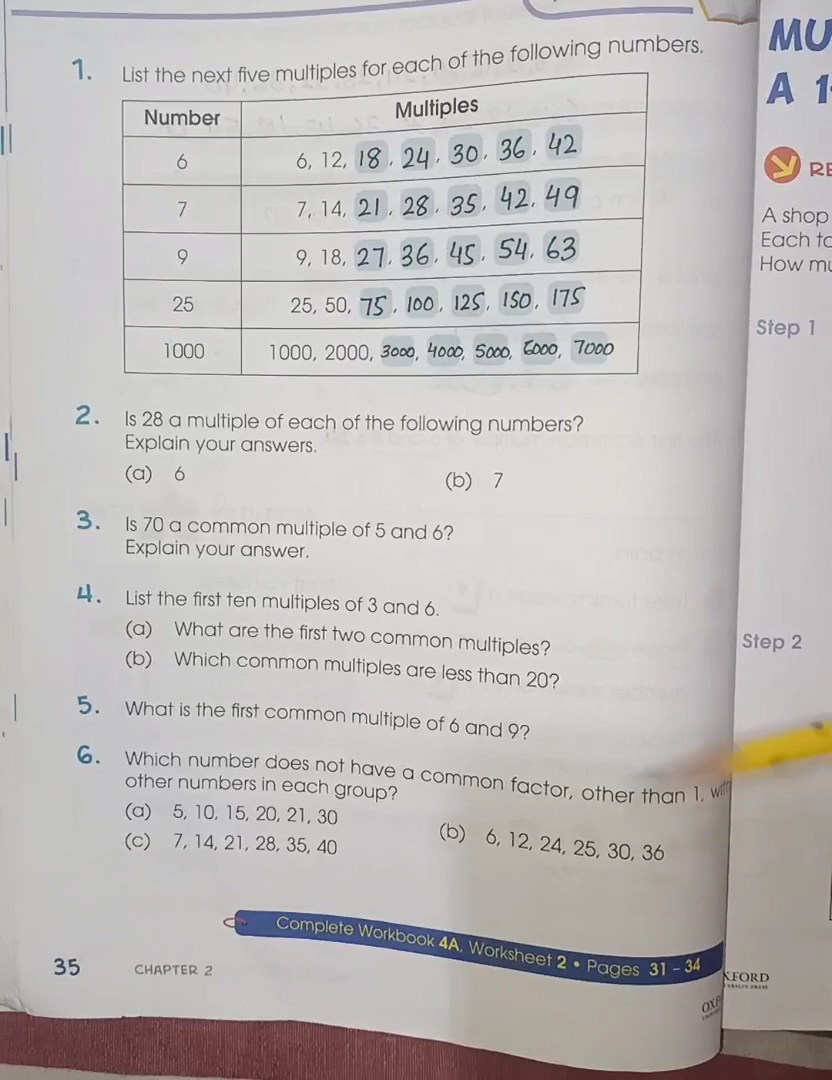 1. List the next five multiples for each of the following numbers.
Number Multiples
6 6, 12, 18, 24, 30, 36, 42
7 7, 14, 21, 28, 35, 42, 49
9 9, 18, 27, 36, 45, 54, 63
25 25, 50, 75, 100, 125, 150, 175
1000 1000, 2000, 3000, 4000, 5000, 6000, 7000
2. Is 28 a multiple of each of the following numbers?
Explain your answers.
(a) 6 (b) 7
3. Is 70 a common multiple of 5 and 6?
Explain your answer.
4. List the first ten multiples of 3 and 6.
(a) What are the first two common multiples?
(b) Which common multiples are less than 20?
5. What is the first common multiple of 6 and 9?
6. Which number does not have a common factor, other than 1,
other numbers in each group?
(a) 5, 10, 15, 20, 21, 30
(b) 6, 12, 24, 25, 30, 36
(c) 7, 14, 21, 28, 35, 40
Complete Workbook 4A, Worksheet 2 • Pages 31 - 34
35 CHAPTER 2
MU
A 1
RE
A shop
Each to
How mu
Step 1
Step 2
XFORD
OXF